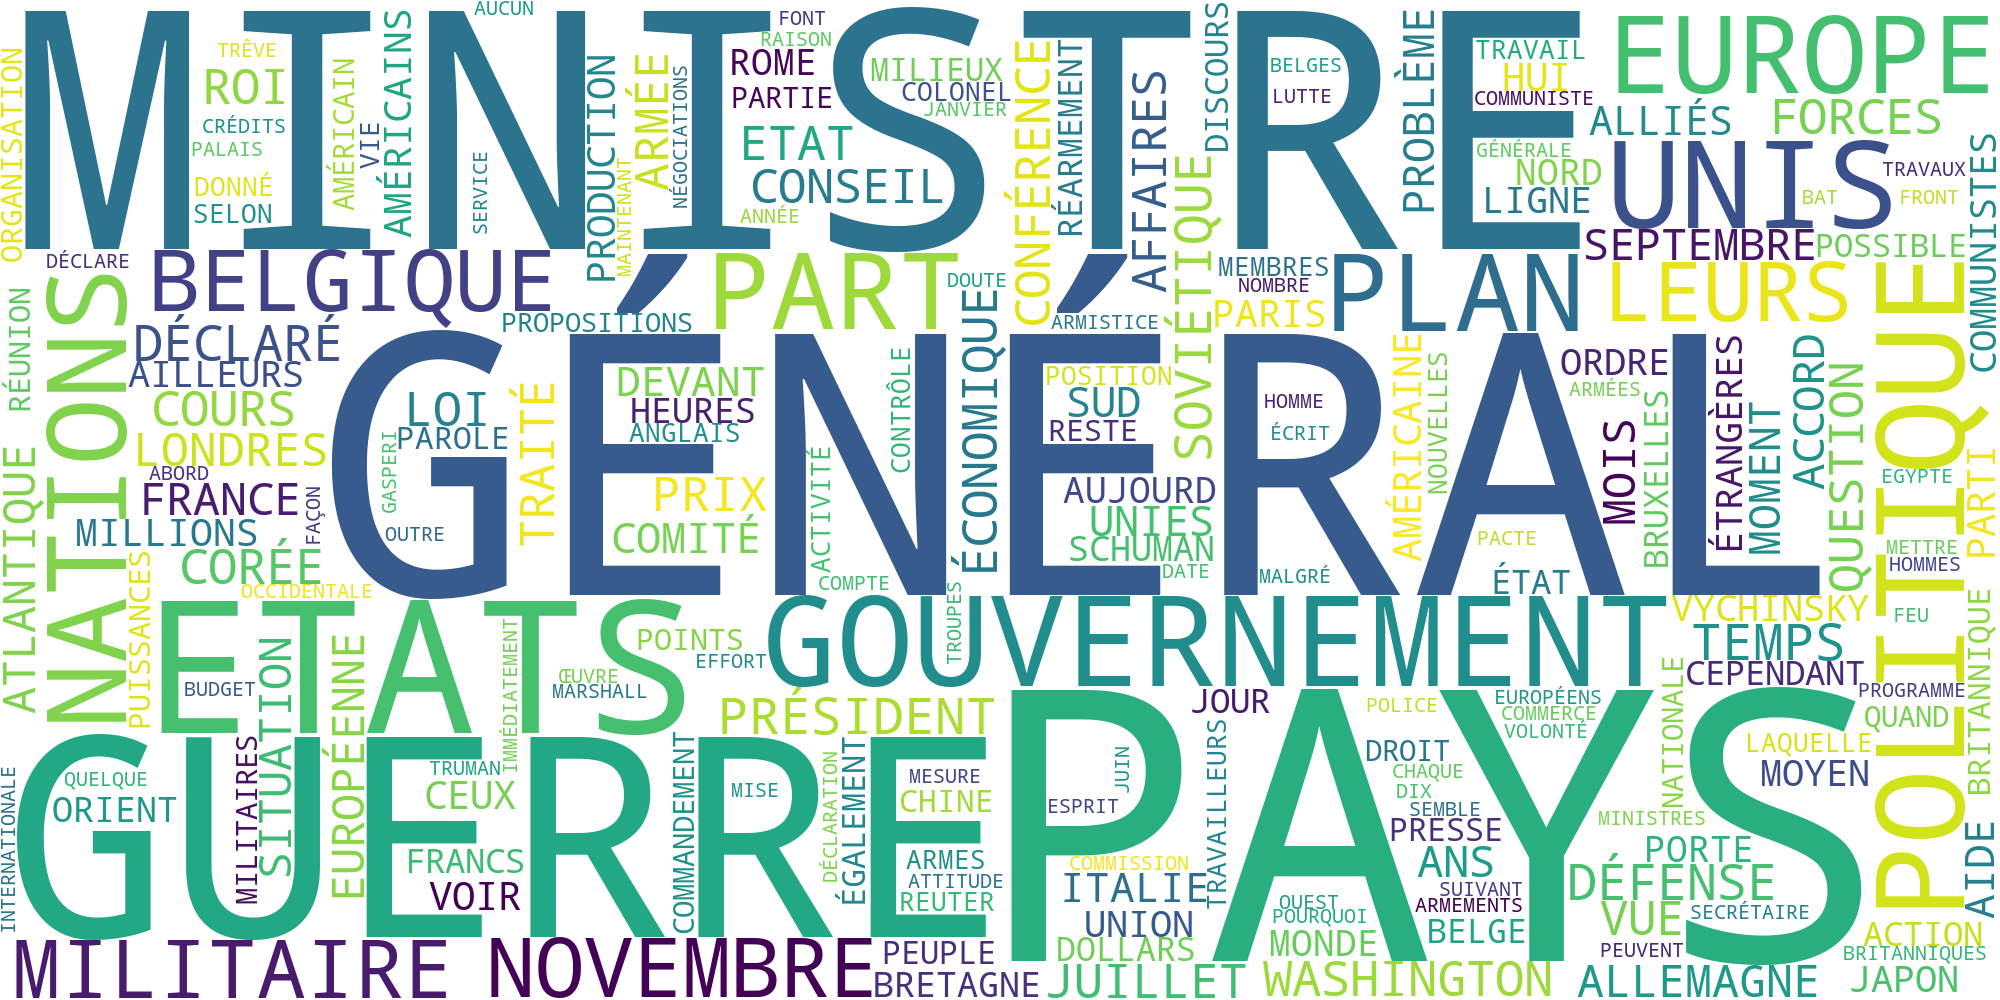 MINISTRE
AUCUN
FONT
RAISON
ROME
PARTIE
MILIEUX
COLONEL
JANVIER
TRÊVE
ROI
CRÉDITS
PALAIS
DONNÉ
SELON
ORGANISATION
AMÉRICAIN
VIE
AMÉRICAINS
SERVICE
PRODUCTION
MAINTENANT
ARMÉE
NÉGOCIATIONS
ETAT
CONSEIL
ANNÉE
CONFÉRENCE
RÉARMEMENT
AFFAIRES
SOVIÉTIQUE
DISCOURS
BELGES
LUTTE
PROBLÈME
TRAVAIL
HUI
COMMUNISTE
GÉNÉRALE
NORD
LIGNE
EUROPE
ALLIÉS
FORCES
UNIS
TRAVAUX
BAT
FRONT
COMMUNISTES
SEPTEMBRE
POSSIBLE
DÉCLARE
BELGIQUE
PART
DOUTE
MEMBRES
NOMBRE
PARIS
PLAN
LEURS
NATIONS
RÉUNION
DÉCLARÉ
AILLEURS
COURS
LONDRES
ABORD
FRANCE
MILLIONS
CORÉE
FAÇON
PROPOSITIONS
ARMISTICE
GÉNÉRAL
LOI
PAROLE
GASPERI
OUTRE
TRAITÉ
DEVANT
HEURES
ANGLAIS
PRIX
COMITÉ
CONTRÔLE
ACTIVITÉ
ÉCONOMIQUE
POSITION
SUD
RESTE
AUJOURD
UNIES
SCHUMAN
DATE
HOMME
ÉCRIT
MALGRÉ
AMÉRICAINE
NOUVELLES
PACTE
ÉTAT
ORDRE
ARMÉES
MOIS
BRUXELLES
ÉTRANGÈRES
MOMENT
ACCORD
QUESTION
POLITIQUE
EGYPTE
METTRE
HOMMES
PARTI
ATLANTIQUE
PUISSANCES
OCCIDENTALE
COMPTE
ETATS
BUDGET
SITUATION
EUROPÉENNE
POINTS
EFFORT
ŒUVRE
MARSHALL
IMMÉDIATEMENT
TROUPES
GOUVERNEMENT
VYCHINSKY
TEMPS
CEPENDANT
FEU
BRITANNIQUE
PROGRAMME
QUAND
PRÉSIDENT
JOUR
POLICE
EUROPÉENS
COMMERCE
VOLONTÉ
NATIONALE
LAQUELLE
MOYEN
GUERRE
PAYS
INTERNATIONALE
QUELQUE
ORIENT
MILITAIRES
TRUMAN
CEUX
FRANCS
VOIR
COMMANDEMENT
MISE
DÉCLARATION
ÉGALEMENT
MESURE
CHINE
ARMES
ATTITUDE
REUTER
JUIN
ESPRIT
COMMISSION
ITALIE
UNION
DOLLARS
TRAVAILLEURS
DROIT
CHAQUE
DIX
SEMBLE
PRESSE
ANS
SUIVANT
ARMEMENTS
BELGE
OUEST
POURQUOI
MONDE
MINISTRES
PORTE
DÉFENSE
VUE
PEUVENT
SECRÉTAIRE
AIDE
ACTION
BRITANNIQUES
MILITAIRE
NOVEMBRE
PEUPLE
BRETAGNE
JUILLET
WASHINGTON
ALLEMAGNE
JAPON